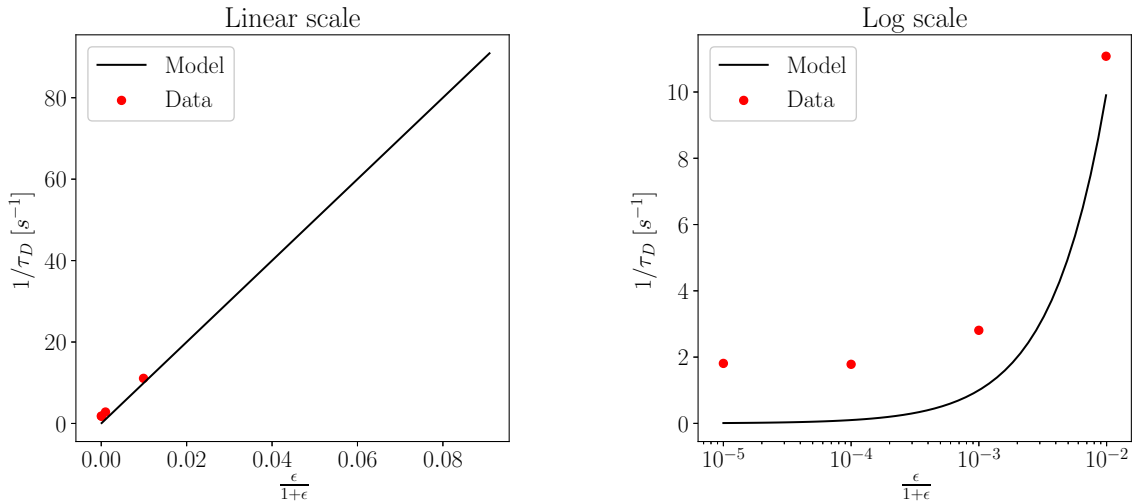 Linear scale
Model
Data
80
60
40
20
0
1/τ_D [s^{-1}]
0.00 0.02 0.04 0.06 0.08
ϵ/(1+ϵ)
Log scale
Model
Data
10
8
6
4
2
0
1/τ_D [s^{-1}]
10^{-5} 10^{-4} 10^{-3} 10^{-2}
ϵ/(1+ϵ)